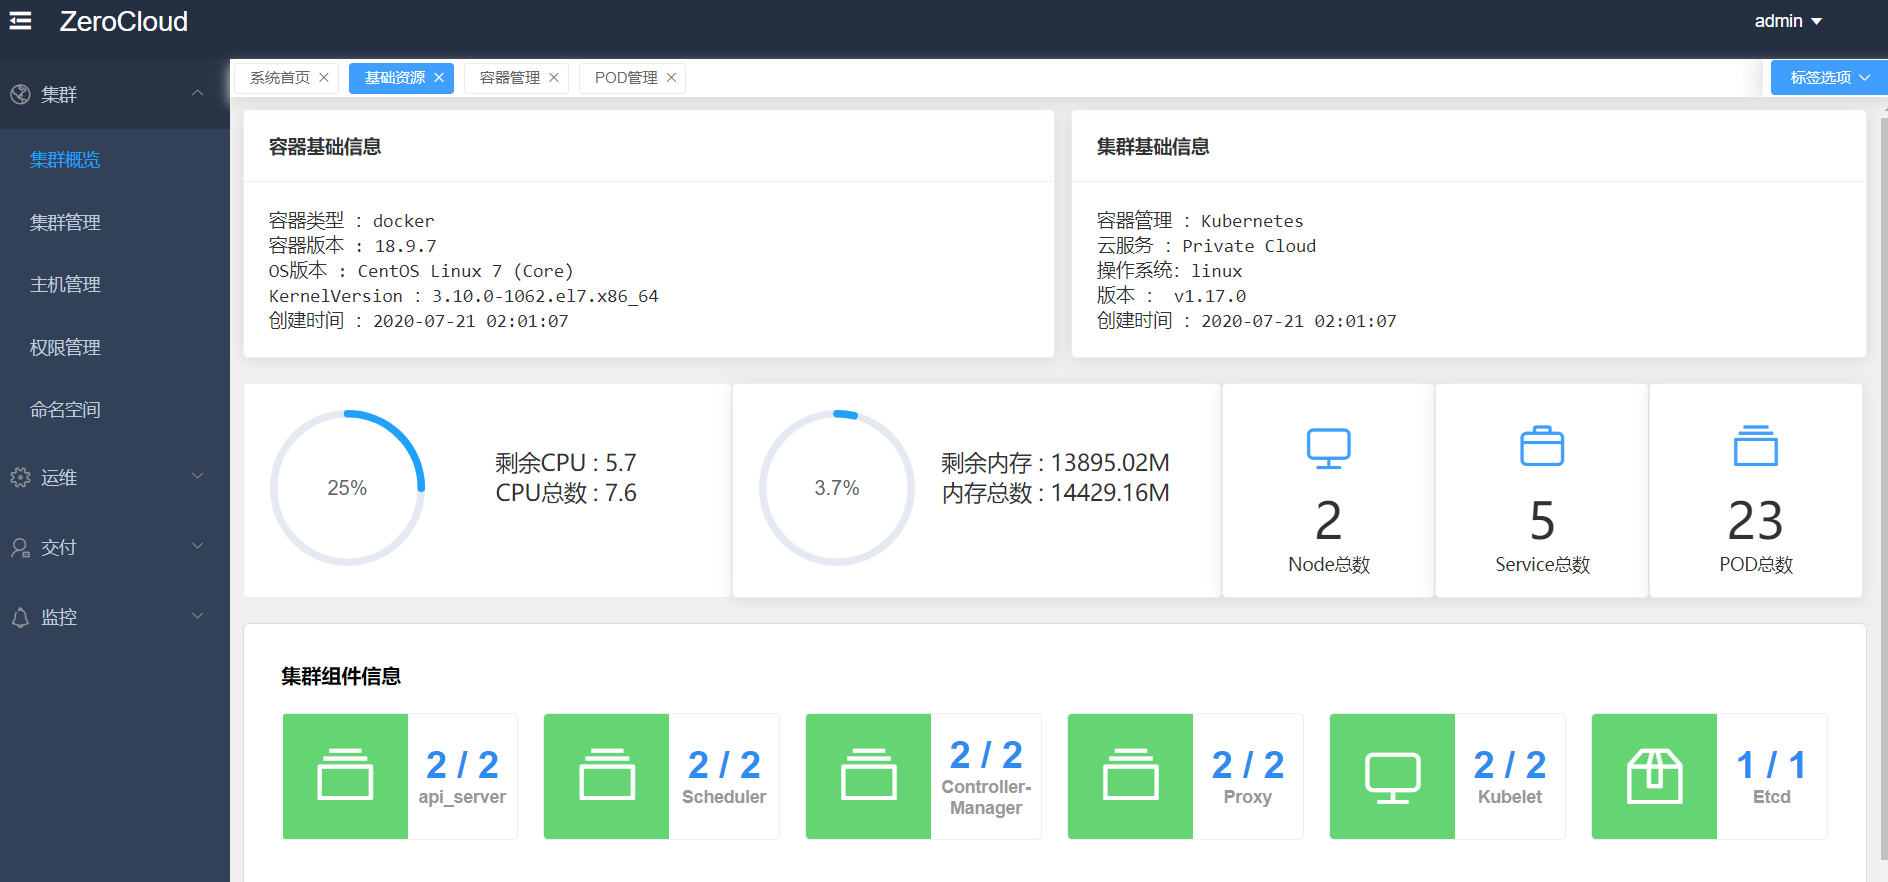 ZeroCloud
admin
集群
集群概览
集群管理
主机管理
权限管理
命名空间
运维
交付
监控
系统首页
基础资源
容器管理
POD管理
标签选项
容器基础信息
容器类型 : docker
容器版本 : 18.9.7
OS版本 : CentOS Linux 7 (Core)
KernelVersion : 3.10.0-1062.el7.x86_64
创建时间 : 2020-07-21 02:01:07
集群基础信息
容器管理 : Kubernetes
云服务 : Private Cloud
操作系统: linux
版本 : v1.17.0
创建时间 : 2020-07-21 02:01:07
25%
剩余CPU : 5.7
CPU总数 : 7.6
3.7%
剩余内存 : 13895.02M
内存总数 : 14429.16M
2
Node总数
5
Service总数
23
POD总数
集群组件信息
2 / 2
api_server
2 / 2
Scheduler
2 / 2
Controller-
Manager
2 / 2
Proxy
2 / 2
Kubelet
1 / 1
Etcd